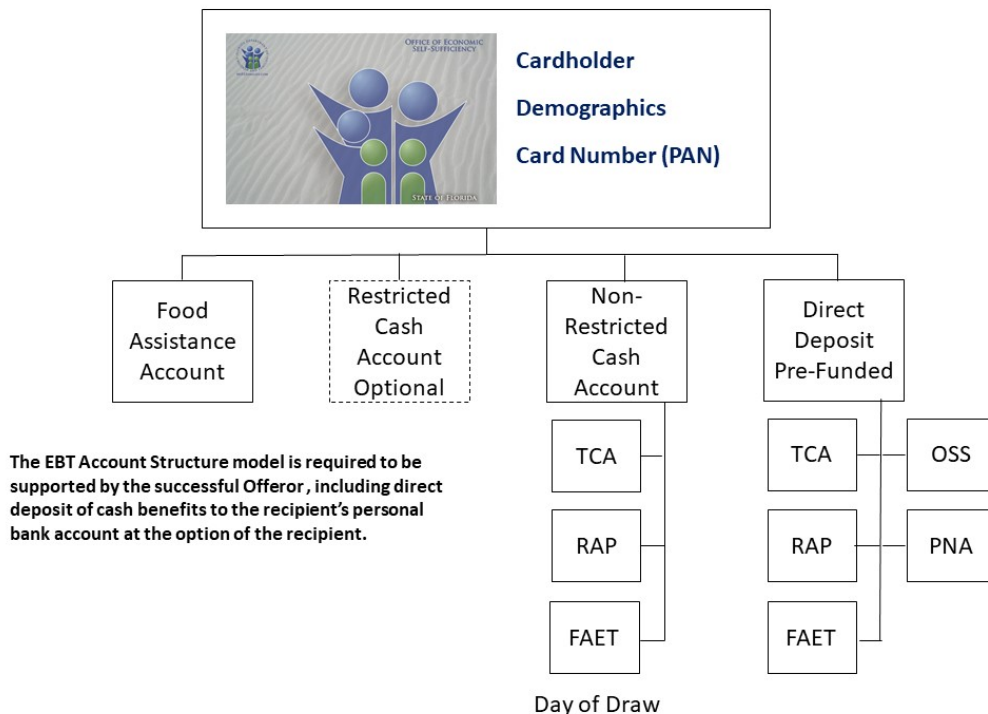 OFFICE OF ECONOMIC
SELF-SUFFICIENCY
STATE OF FLORIDA
Cardholder
Demographics
Card Number (PAN)
Food
Assistance
Account
Restricted
Cash
Account
Optional
Non-
Restricted
Cash
Account
Direct
Deposit
Pre-Funded
The EBT Account Structure model is required to be
supported by the successful Offeror , including direct
deposit of cash benefits to the recipient’s personal
bank account at the option of the recipient.
TCA
RAP
FAET
TCA
OSS
RAP
PNA
FAET
Day of Draw